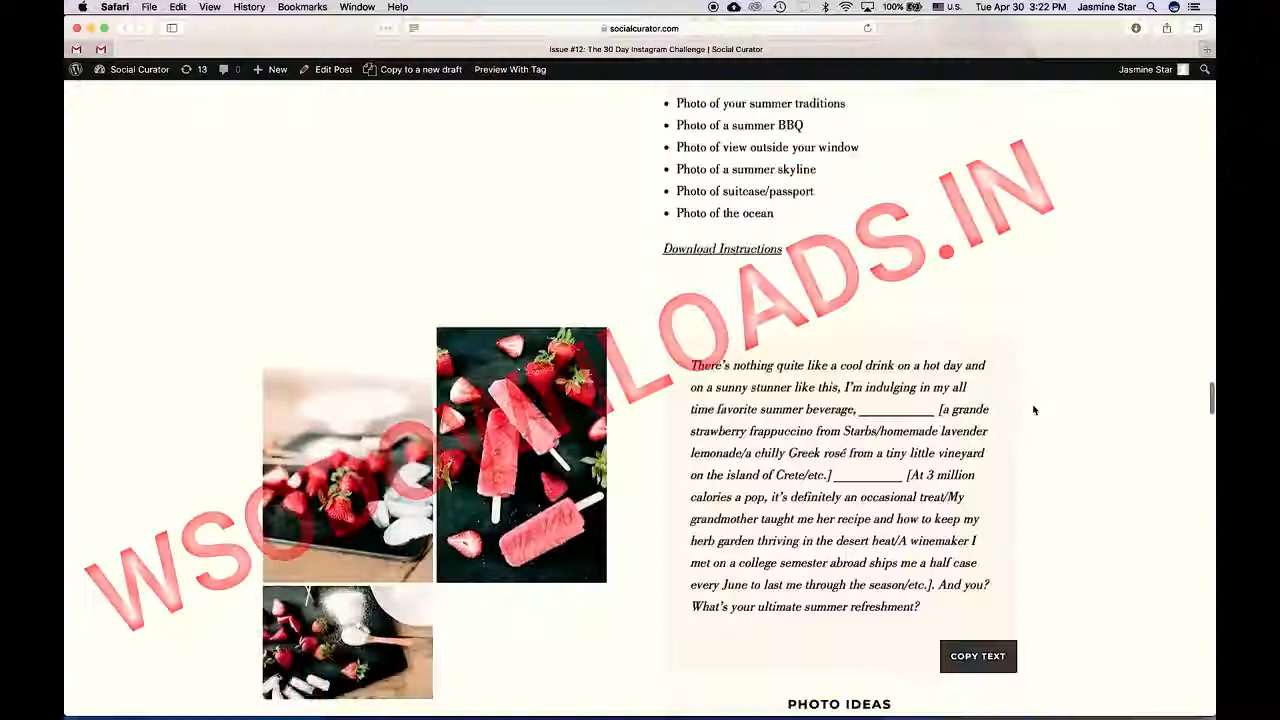 Safari File Edit View History Bookmarks Window Help 100% U.S. Tue Apr 30 3:22 PM Jasmine Star
socialcurator.com
Issue #12: The 30 Day Instagram Challenge | Social Curator
Social Curator 13 0 + New Edit Post Copy to a new draft Preview With Tag Jasmine Star
• Photo of your summer traditions
• Photo of a summer BBQ
• Photo of view outside your window
• Photo of a summer skyline
• Photo of suitcase/passport
• Photo of the ocean
Download Instructions
There's nothing quite like a cool drink on a hot day and
on a sunny stunner like this, I'm indulging in my all
time favorite summer beverage, ____________ [a grande
strawberry frappuccino from Starbs/homemade lavender
lemonade/a chilly Greek rosé from a tiny little vineyard
on the island of Crete/etc.] ___________ [At 3 million
calories a pop, it's definitely an occasional treat/My
grandmother taught me her recipe and how to keep my
herb garden thriving in the desert heat/A winemaker I
met on a college semester abroad ships me a half case
every June to last me through the season/etc.]. And you?
What's your ultimate summer refreshment?
COPY TEXT
PHOTO IDEAS